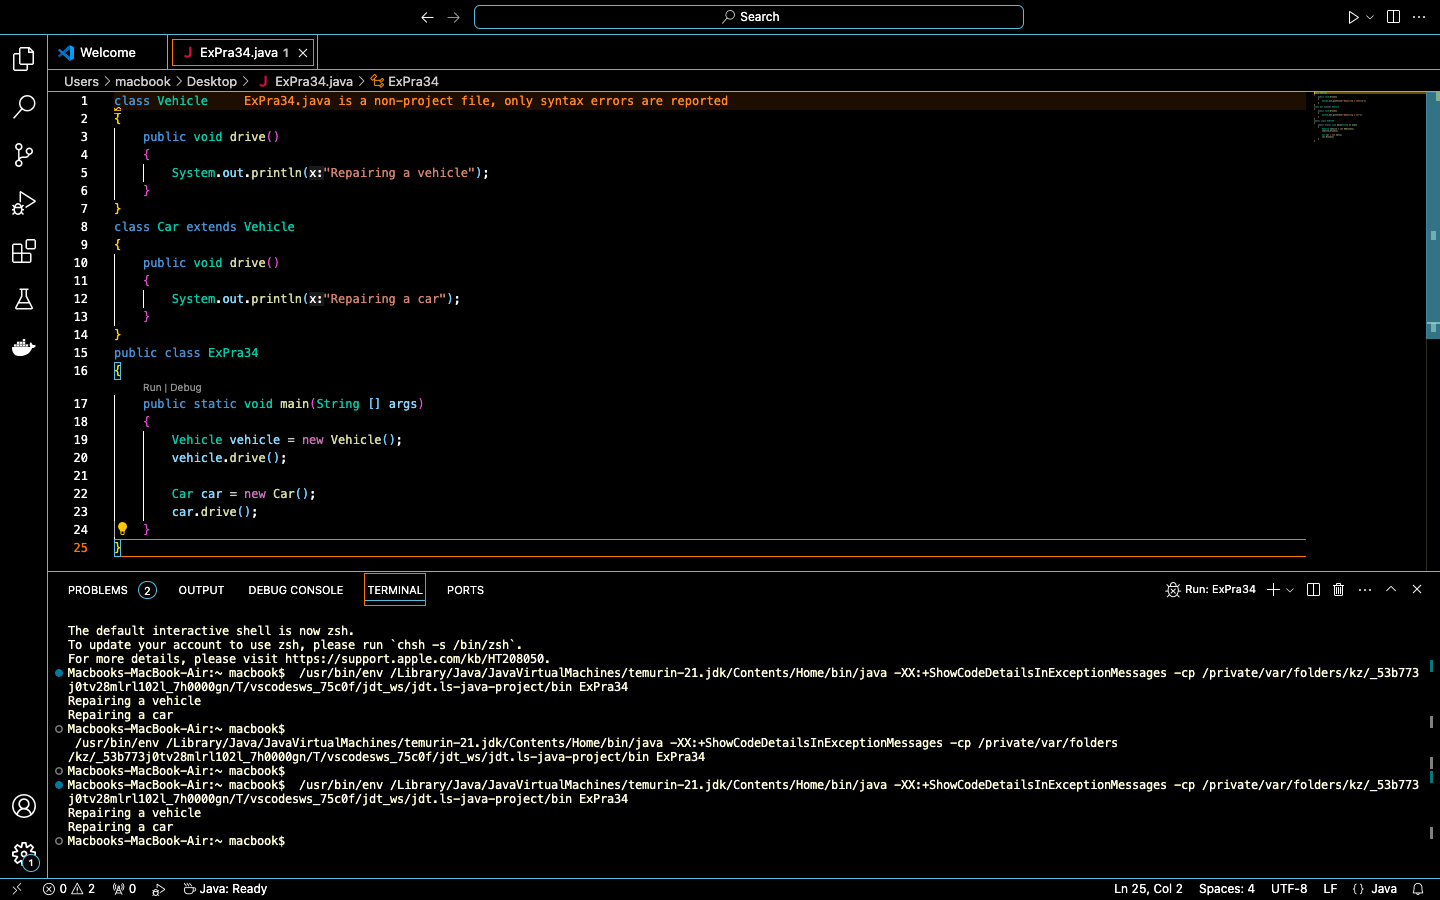 Search
Welcome
J ExPra34.java 1
Users > macbook > Desktop > J ExPra34.java > ExPra34
1 class Vehicle ExPra34.java is a non-project file, only syntax errors are reported
2 {
3 public void drive()
4 {
5 System.out.println(x:"Repairing a vehicle");
6 }
7 }
8 class Car extends Vehicle
9 {
10 public void drive()
11 {
12 System.out.println(x:"Repairing a car");
13 }
14 }
15 public class ExPra34
16 {
Run | Debug
17 public static void main(String [] args)
18 {
19 Vehicle vehicle = new Vehicle();
20 vehicle.drive();
21
22 Car car = new Car();
23 car.drive();
24 }
25 }
PROBLEMS 2 OUTPUT DEBUG CONSOLE TERMINAL PORTS Run: ExPra34
The default interactive shell is now zsh.
To update your account to use zsh, please run `chsh -s /bin/zsh`.
For more details, please visit https://support.apple.com/kb/HT208050.
Macbooks-MacBook-Air:~ macbook$  /usr/bin/env /Library/Java/JavaVirtualMachines/temurin-21.jdk/Contents/Home/bin/java -XX:+ShowCodeDetailsInExceptionMessages -cp /private/var/folders/kz/_53b773
j0tv28mlrl102l_7h0000gn/T/vscodesws_75c0f/jdt_ws/jdt.ls-java-project/bin ExPra34
Repairing a vehicle
Repairing a car
Macbooks-MacBook-Air:~ macbook$
/usr/bin/env /Library/Java/JavaVirtualMachines/temurin-21.jdk/Contents/Home/bin/java -XX:+ShowCodeDetailsInExceptionMessages -cp /private/var/folders
/kz/_53b773j0tv28mlrl102l_7h0000gn/T/vscodesws_75c0f/jdt_ws/jdt.ls-java-project/bin ExPra34
Macbooks-MacBook-Air:~ macbook$
Macbooks-MacBook-Air:~ macbook$  /usr/bin/env /Library/Java/JavaVirtualMachines/temurin-21.jdk/Contents/Home/bin/java -XX:+ShowCodeDetailsInExceptionMessages -cp /private/var/folders/kz/_53b773
j0tv28mlrl102l_7h0000gn/T/vscodesws_75c0f/jdt_ws/jdt.ls-java-project/bin ExPra34
Repairing a vehicle
Repairing a car
Macbooks-MacBook-Air:~ macbook$
1
0 2 0 Java: Ready Ln 25, Col 2 Spaces: 4 UTF-8 LF {} Java